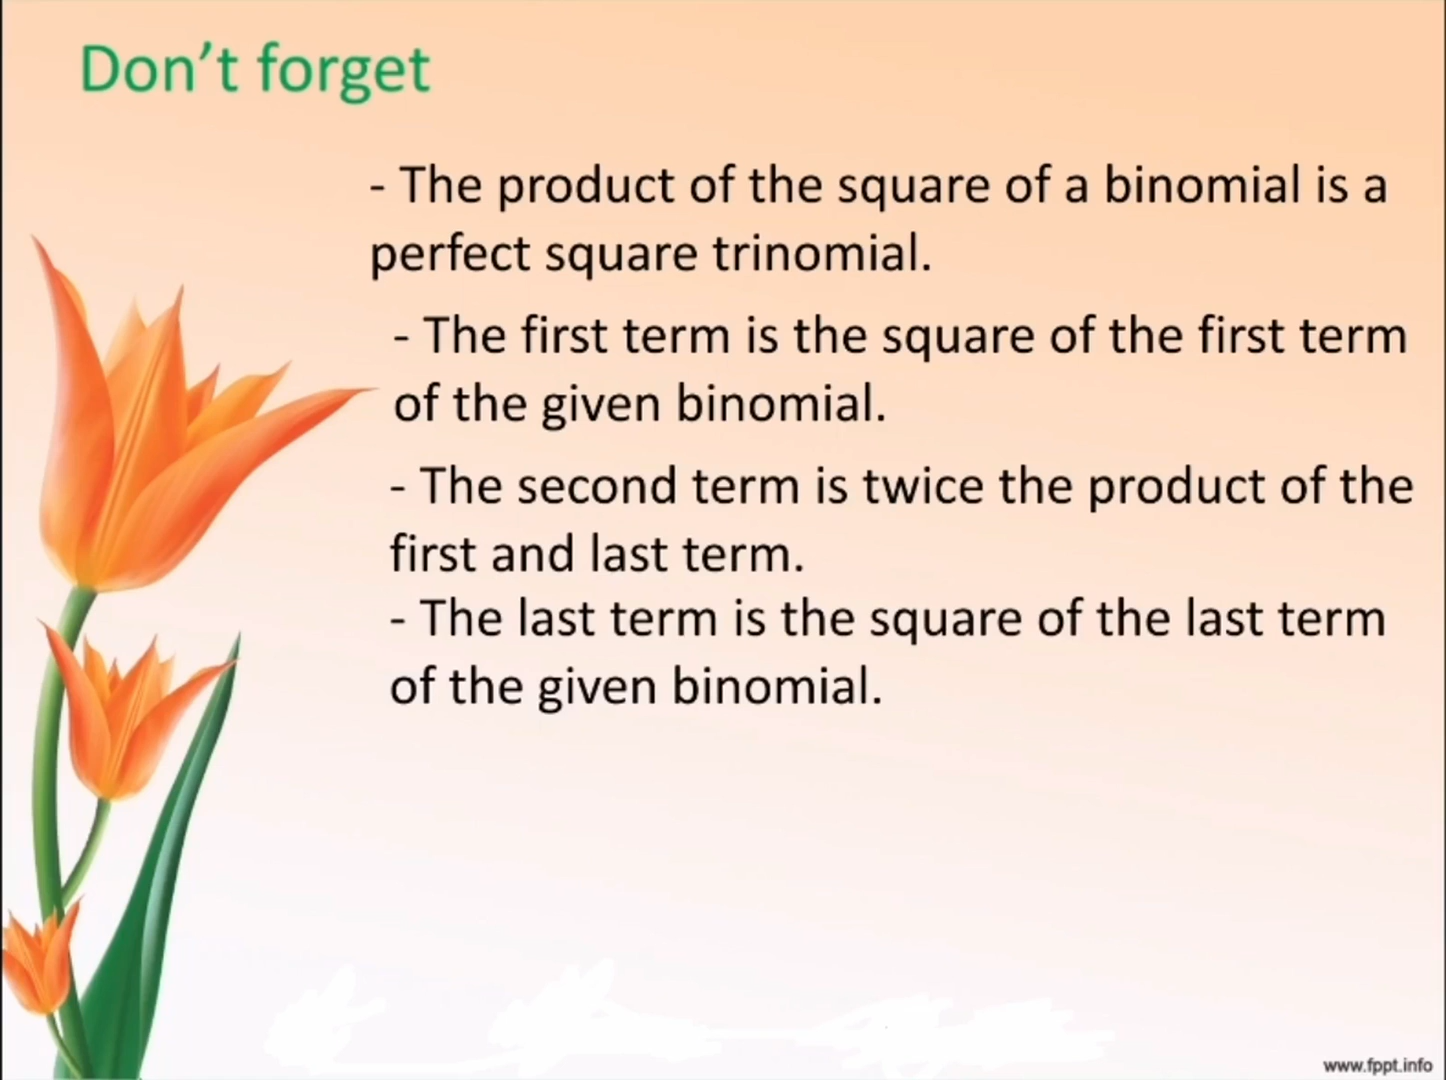 Don’t forget
- The product of the square of a binomial is a
perfect square trinomial.
- The first term is the square of the first term
of the given binomial.
- The second term is twice the product of the
first and last term.
- The last term is the square of the last term
of the given binomial.
www.fppt.info